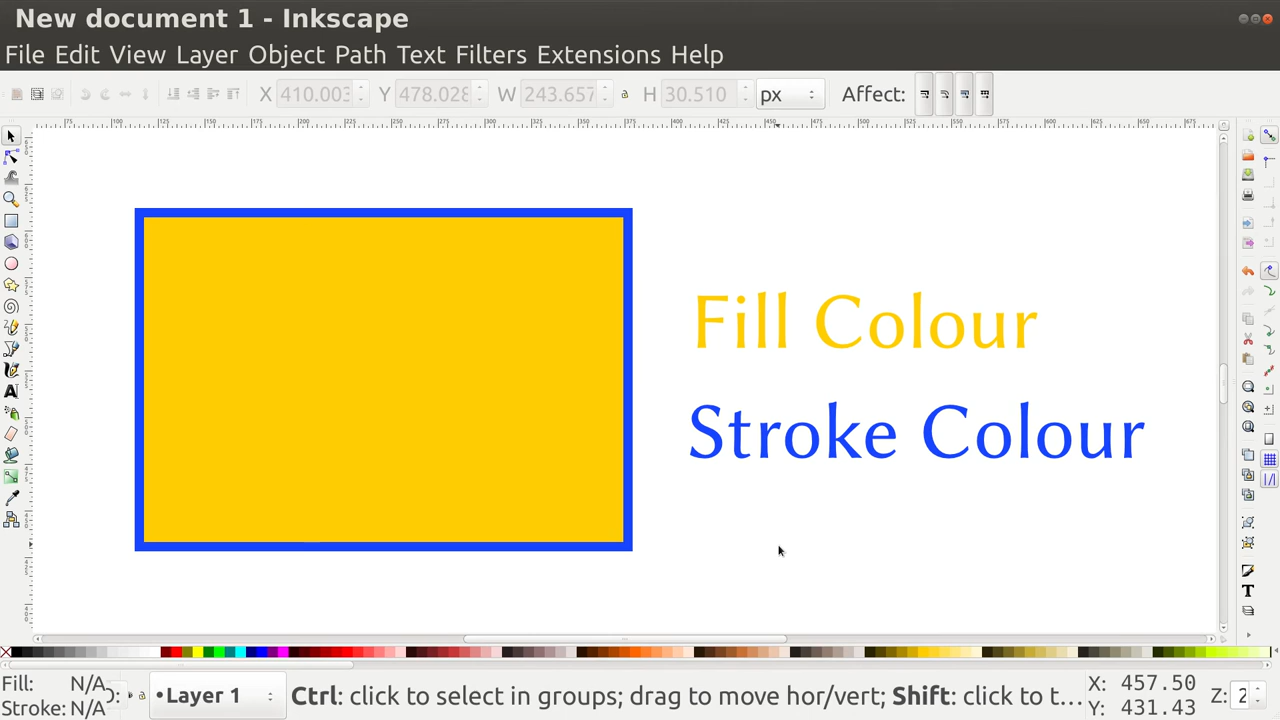 New document 1 - Inkscape
File Edit View Layer Object Path Text Filters Extensions Help
X 410.003 Y 478.028 W 243.657 H 30.510 px Affect:
Fill Colour
Stroke Colour
Fill: N/A
Stroke: N/A
O:
•Layer 1
Ctrl: click to select in groups; drag to move hor/vert; Shift: click to t...
X: 457.50
Y: 431.43
Z: 2